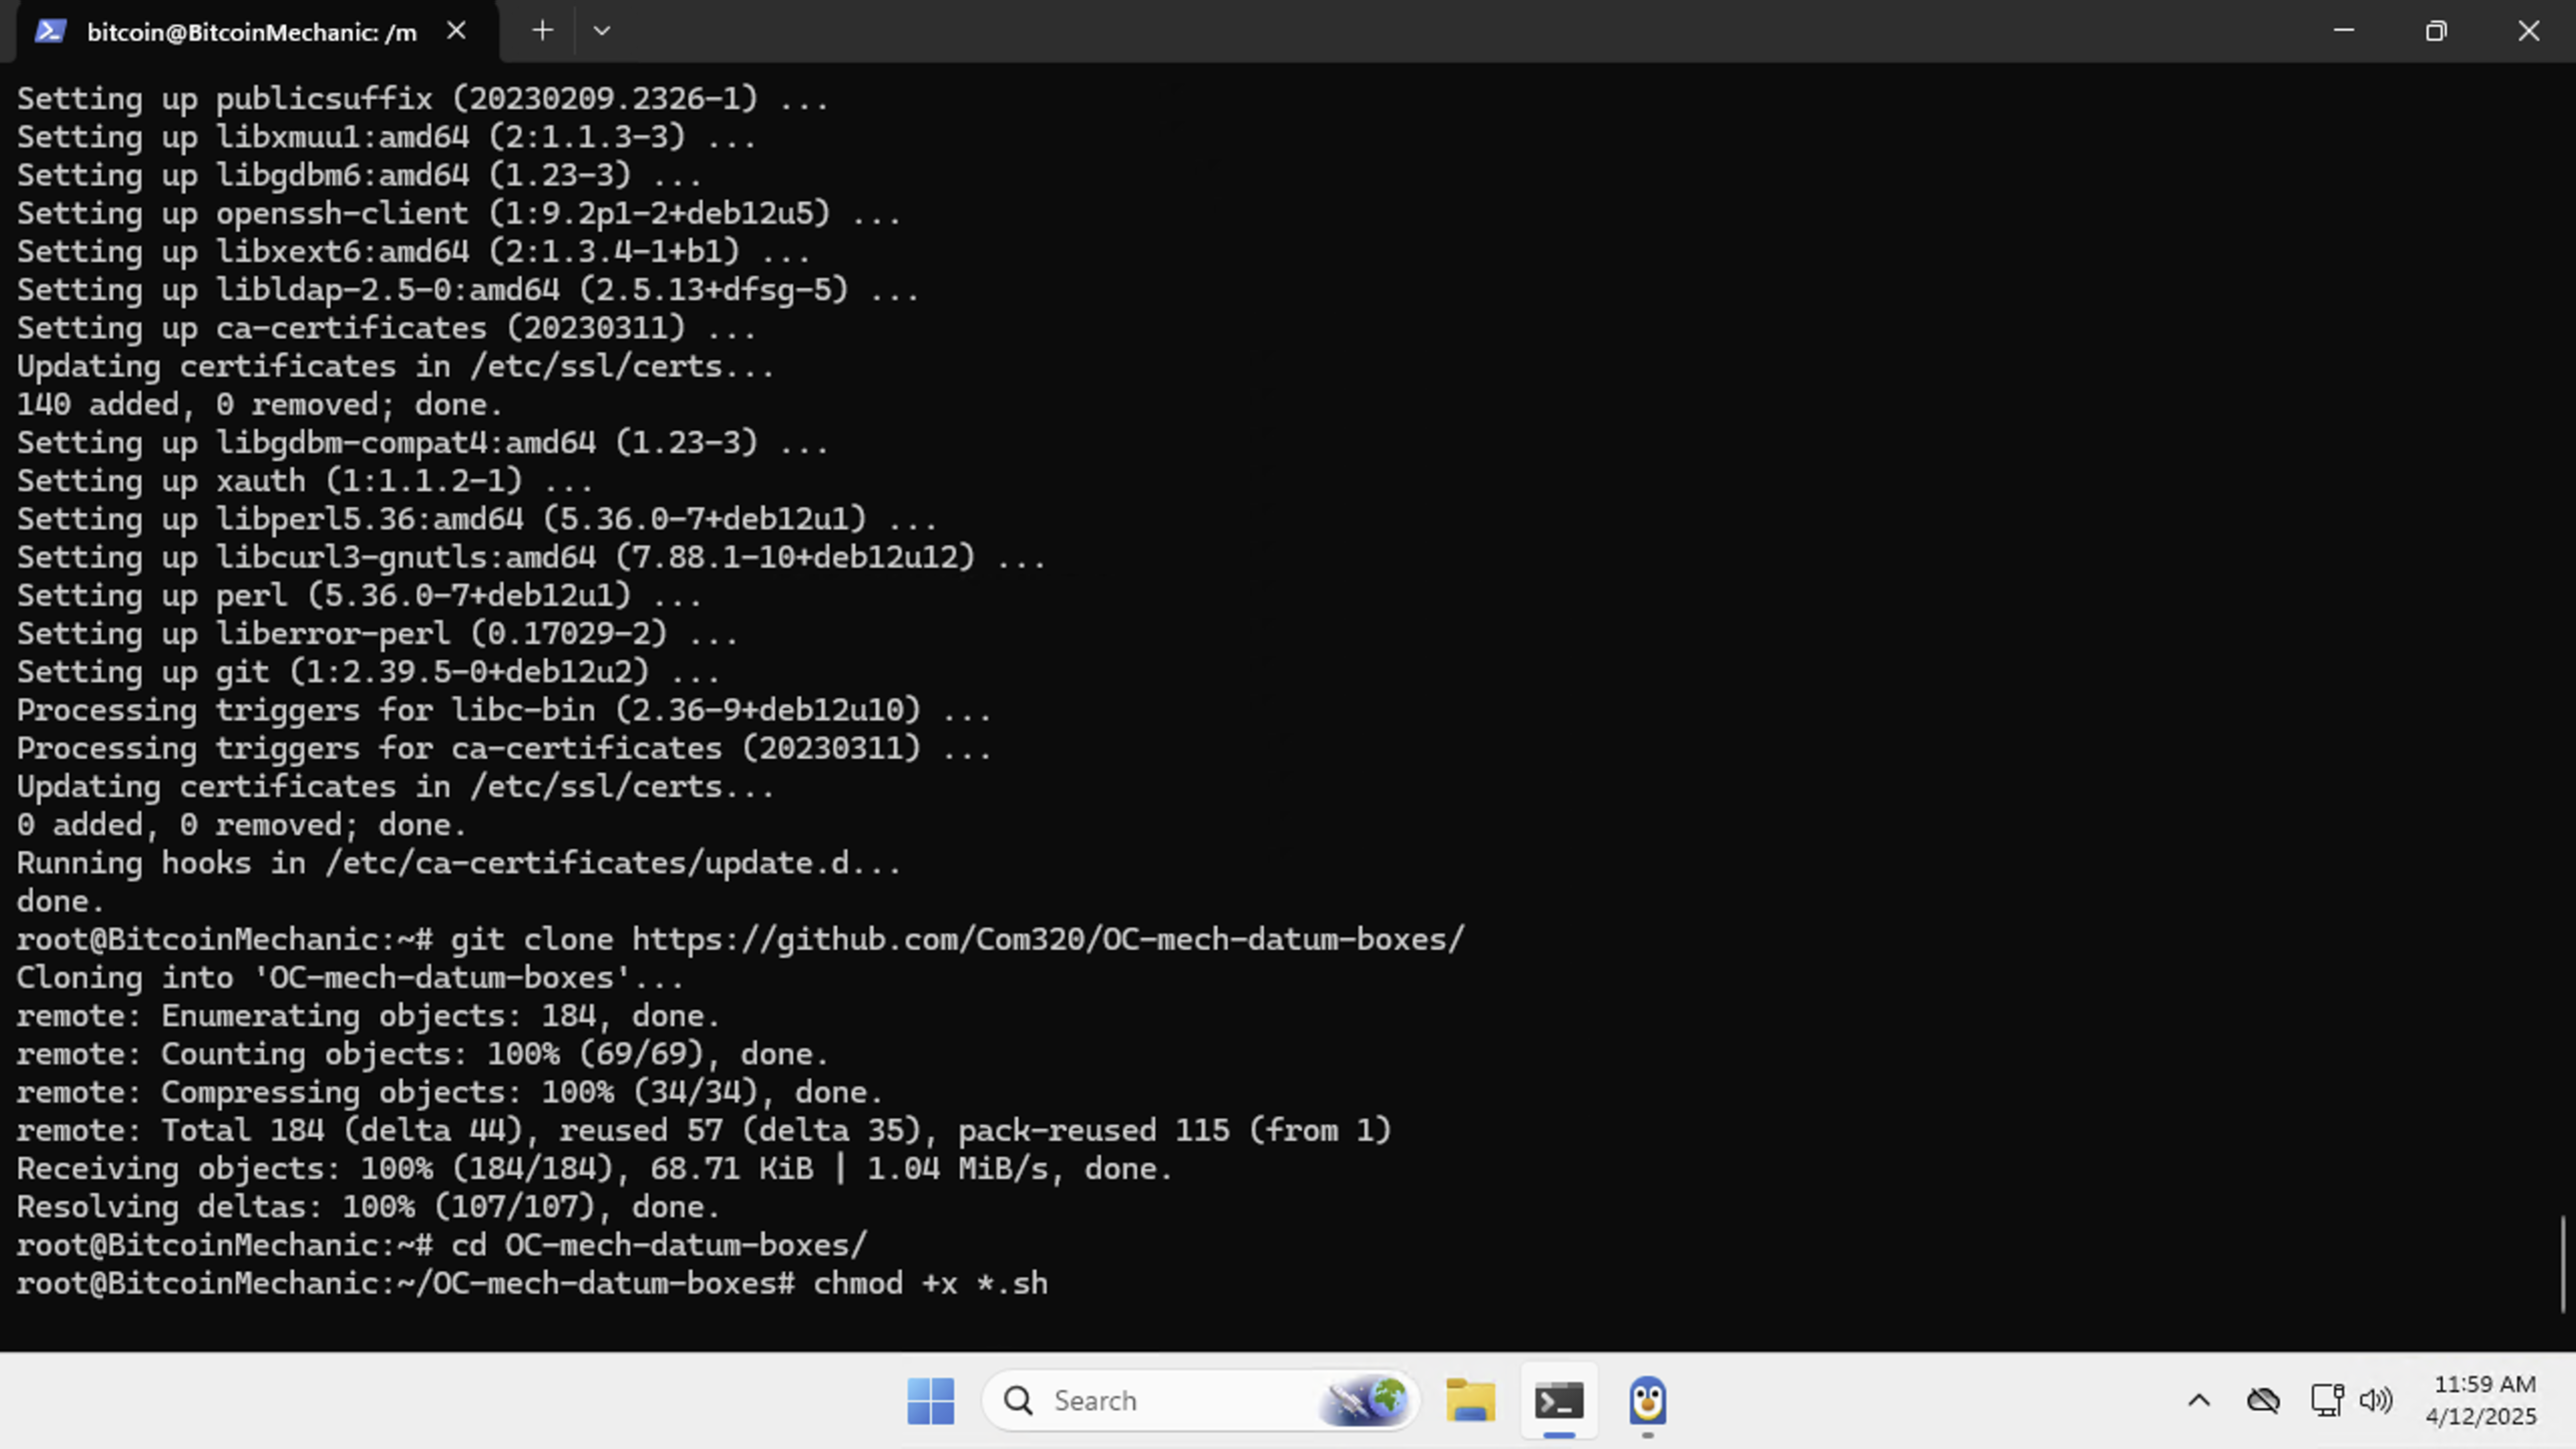 bitcoin@BitcoinMechanic: /m
Setting up publicsuffix (20230209.2326-1) ...
Setting up libxmuu1:amd64 (2:1.1.3-3) ...
Setting up libgdbm6:amd64 (1.23-3) ...
Setting up openssh-client (1:9.2p1-2+deb12u5) ...
Setting up libxext6:amd64 (2:1.3.4-1+b1) ...
Setting up libldap-2.5-0:amd64 (2.5.13+dfsg-5) ...
Setting up ca-certificates (20230311) ...
Updating certificates in /etc/ssl/certs...
140 added, 0 removed; done.
Setting up libgdbm-compat4:amd64 (1.23-3) ...
Setting up xauth (1:1.1.2-1) ...
Setting up libperl5.36:amd64 (5.36.0-7+deb12u1) ...
Setting up libcurl3-gnutls:amd64 (7.88.1-10+deb12u12) ...
Setting up perl (5.36.0-7+deb12u1) ...
Setting up liberror-perl (0.17029-2) ...
Setting up git (1:2.39.5-0+deb12u2) ...
Processing triggers for libc-bin (2.36-9+deb12u10) ...
Processing triggers for ca-certificates (20230311) ...
Updating certificates in /etc/ssl/certs...
0 added, 0 removed; done.
Running hooks in /etc/ca-certificates/update.d...
done.
root@BitcoinMechanic:~# git clone https://github.com/Com320/OC-mech-datum-boxes/
Cloning into 'OC-mech-datum-boxes'...
remote: Enumerating objects: 184, done.
remote: Counting objects: 100% (69/69), done.
remote: Compressing objects: 100% (34/34), done.
remote: Total 184 (delta 44), reused 57 (delta 35), pack-reused 115 (from 1)
Receiving objects: 100% (184/184), 68.71 KiB | 1.04 MiB/s, done.
Resolving deltas: 100% (107/107), done.
root@BitcoinMechanic:~# cd OC-mech-datum-boxes/
root@BitcoinMechanic:~/OC-mech-datum-boxes# chmod +x *.sh
Search
11:59 AM
4/12/2025